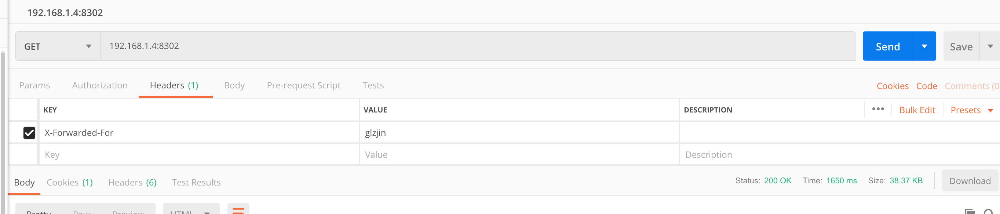 192.168.1.4:8302
GET 192.168.1.4:8302 Send Save
Params Authorization Headers (1) Body Pre-request Script Tests Cookies Code Comments (0
KEY VALUE DESCRIPTION ••• Bulk Edit Presets
X-Forwarded-For glzjin
Key Value Description
Body Cookies (1) Headers (6) Test Results Status: 200 OK Time: 1650 ms Size: 38.37 KB Download
Pretty Raw Preview HTML